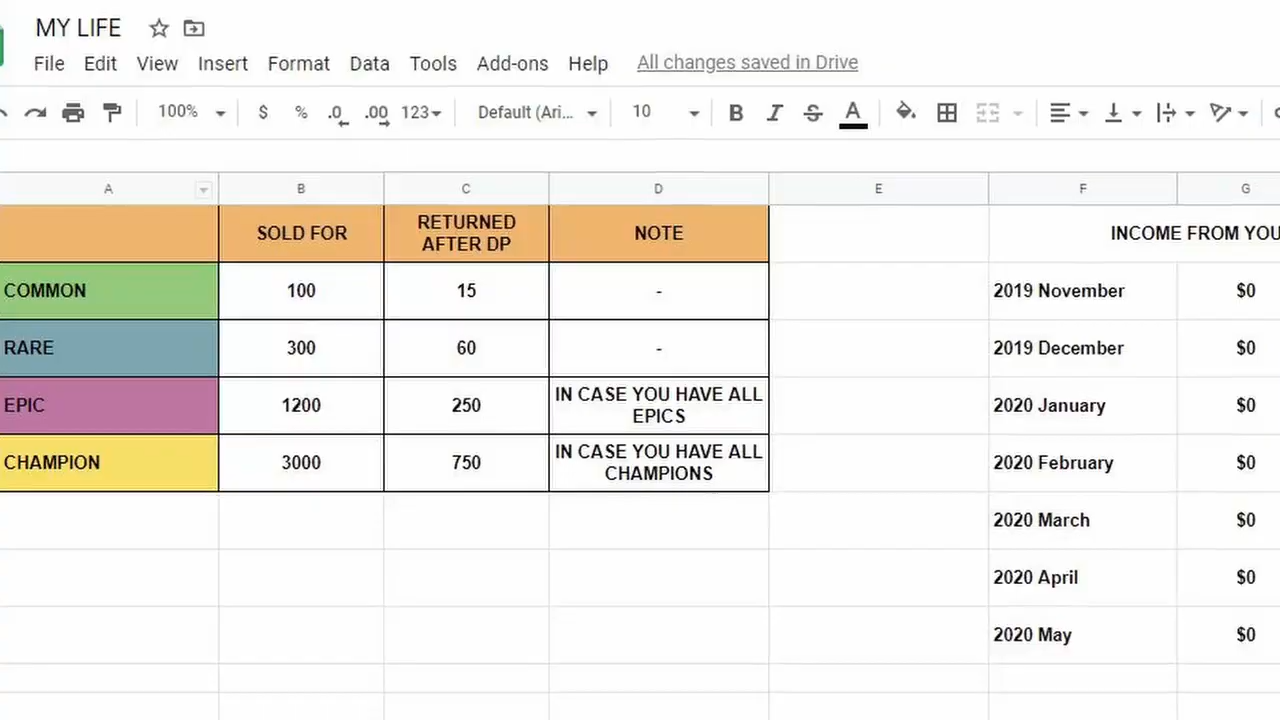 MY LIFE
File Edit View Insert Format Data Tools Add-ons Help All changes saved in Drive
100% $ % .0 .00 123 Default (Ari... 10 B I S A
A B C D E F G
SOLD FOR RETURNED AFTER DP NOTE INCOME FROM YOU
COMMON 100 15 - 2019 November $0
RARE 300 60 - 2019 December $0
EPIC 1200 250 IN CASE YOU HAVE ALL EPICS 2020 January $0
CHAMPION 3000 750 IN CASE YOU HAVE ALL CHAMPIONS 2020 February $0
2020 March $0
2020 April $0
2020 May $0